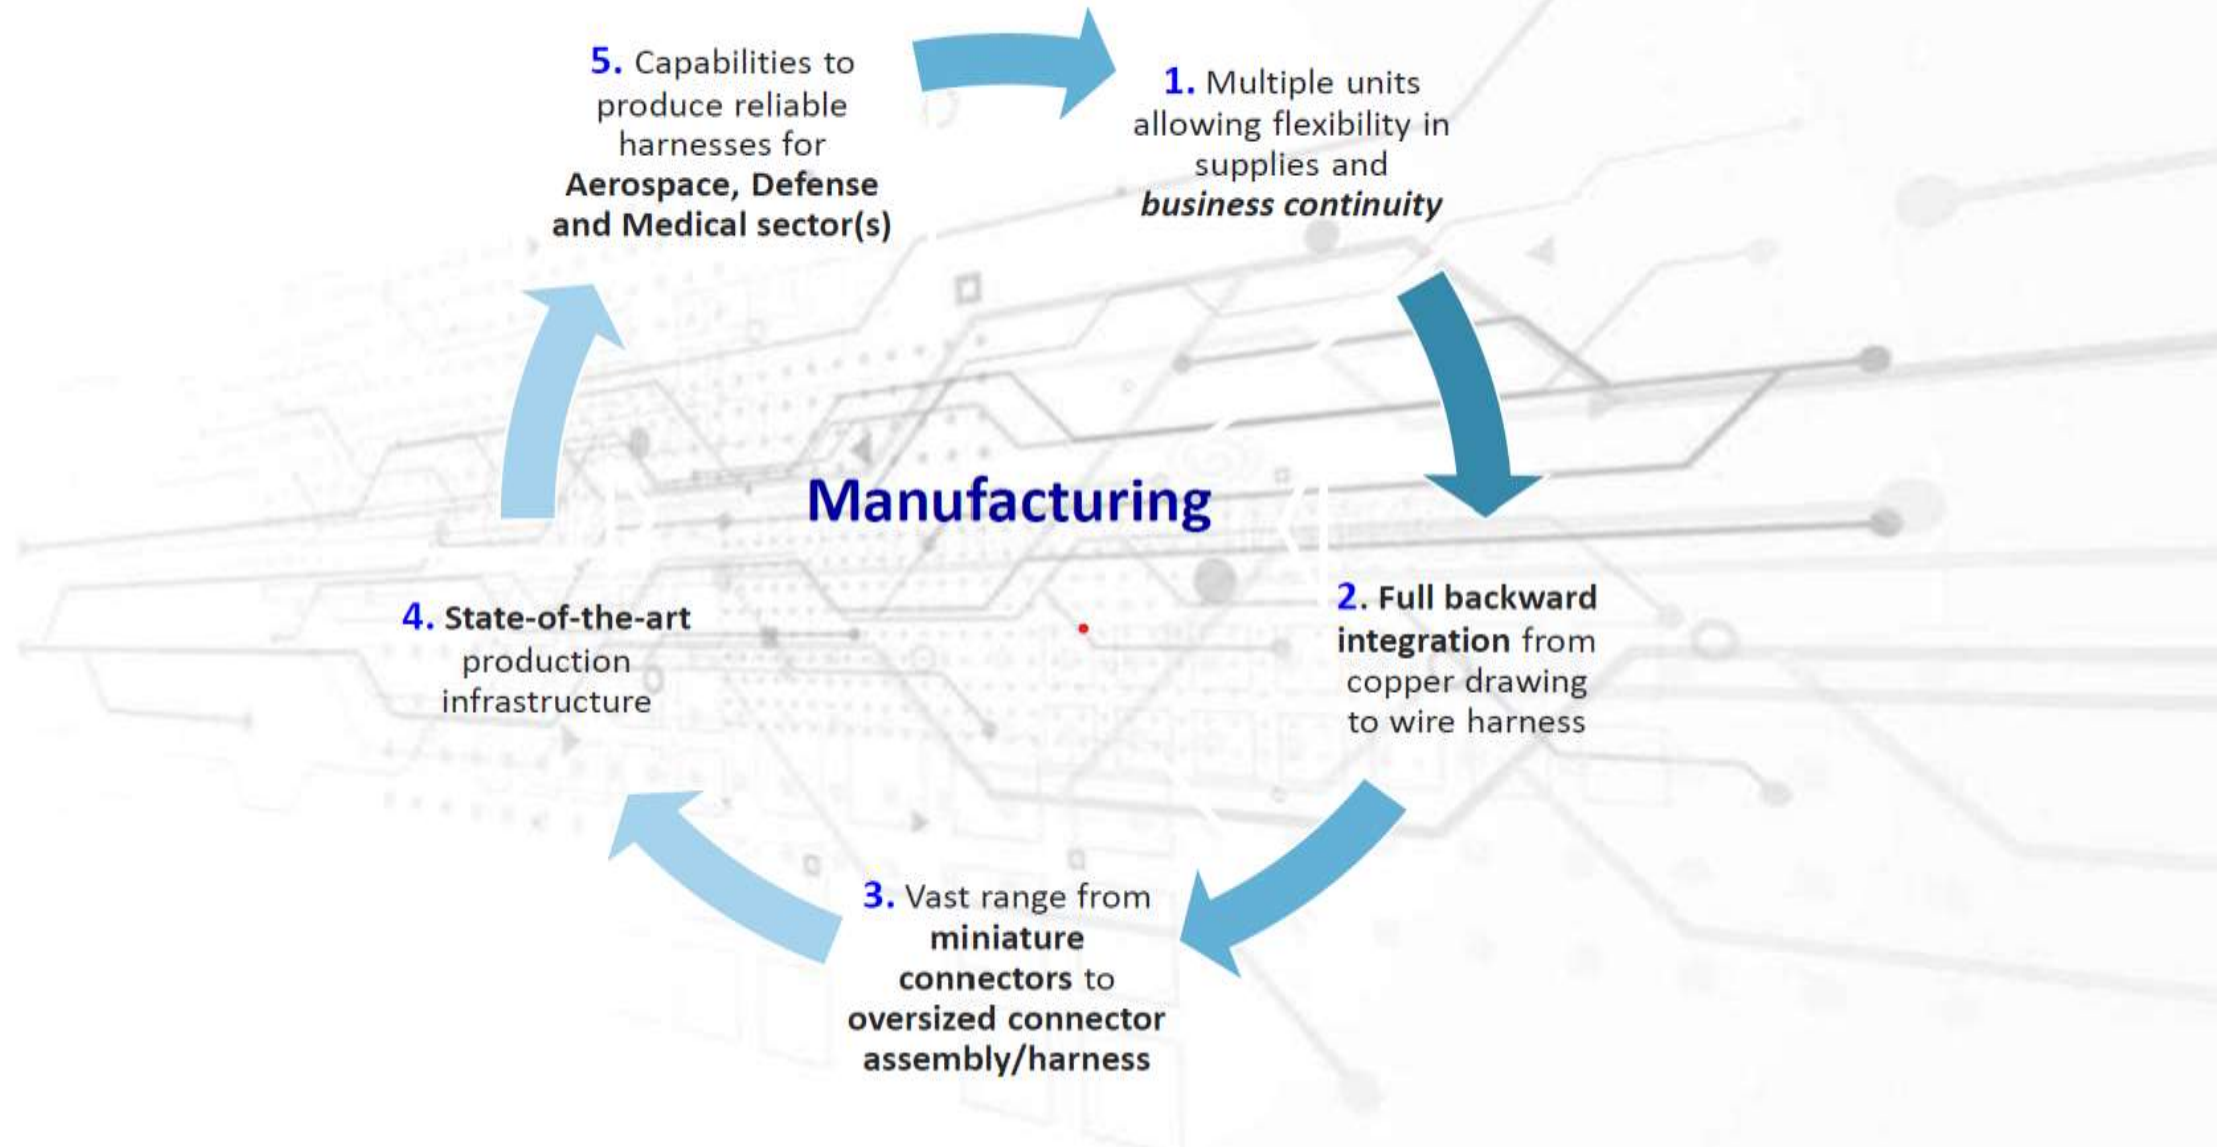 Manufacturing
1. Multiple units
allowing flexibility in
supplies and
business continuity
2. Full backward
integration from
copper drawing
to wire harness
3. Vast range from
miniature
connectors to
oversized connector
assembly/harness
4. State-of-the-art
production
infrastructure
5. Capabilities to
produce reliable
harnesses for
Aerospace, Defense
and Medical sector(s)